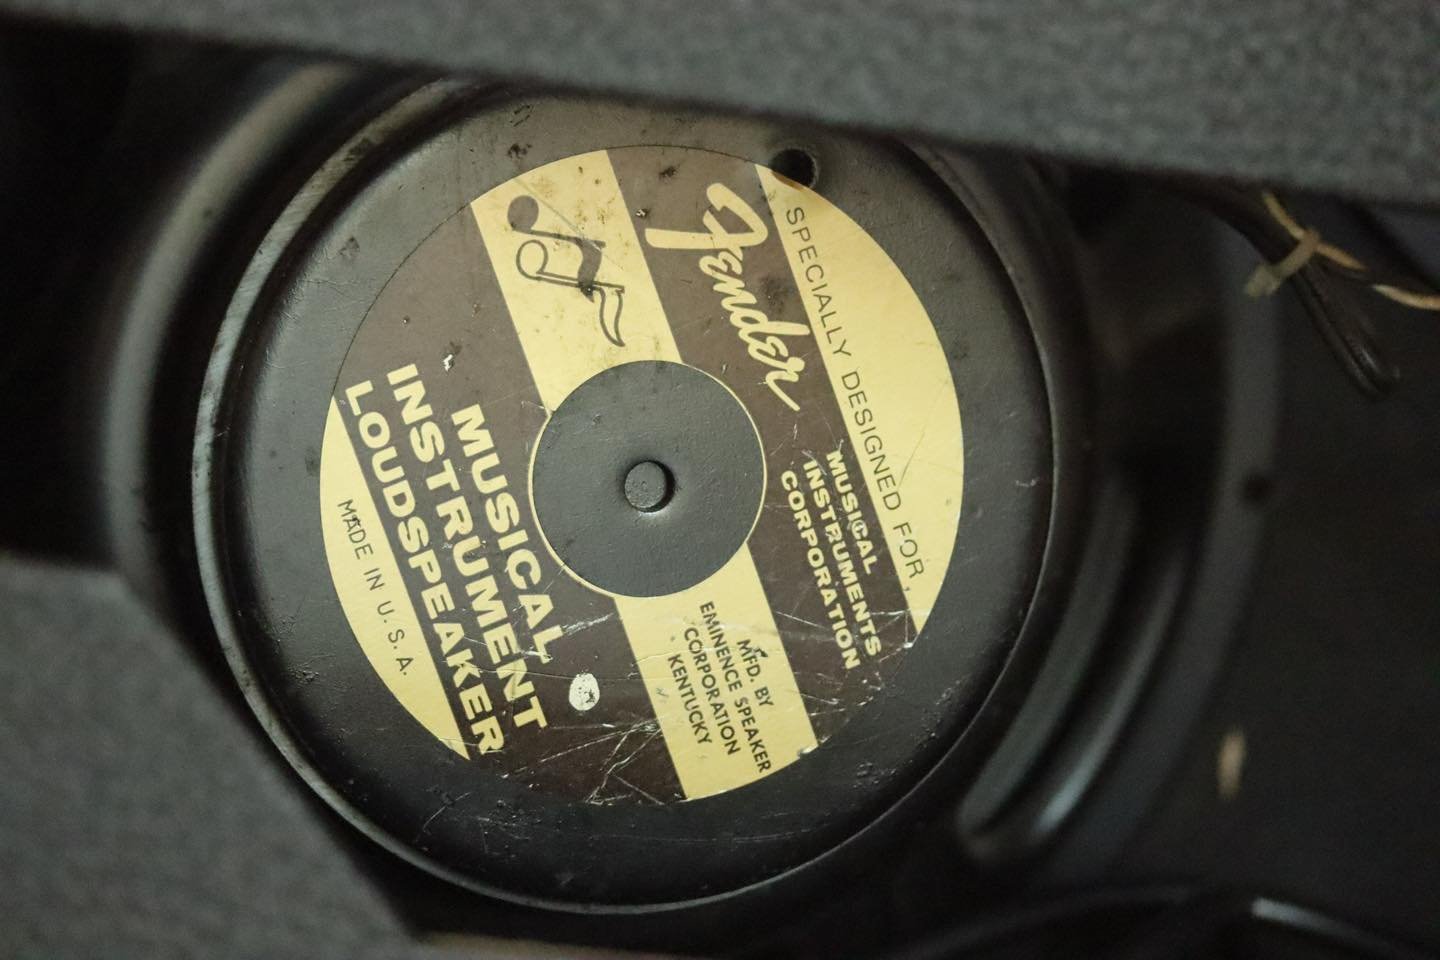 SPECIALLY DESIGNED FOR
Fender
MUSICAL
INSTRUMENTS
CORPORATION
MFD. BY
EMINENCE SPEAKER
CORPORATION
KENTUCKY
MUSICAL
INSTRUMENT
LOUDSPEAKER
MADE IN U.S.A.